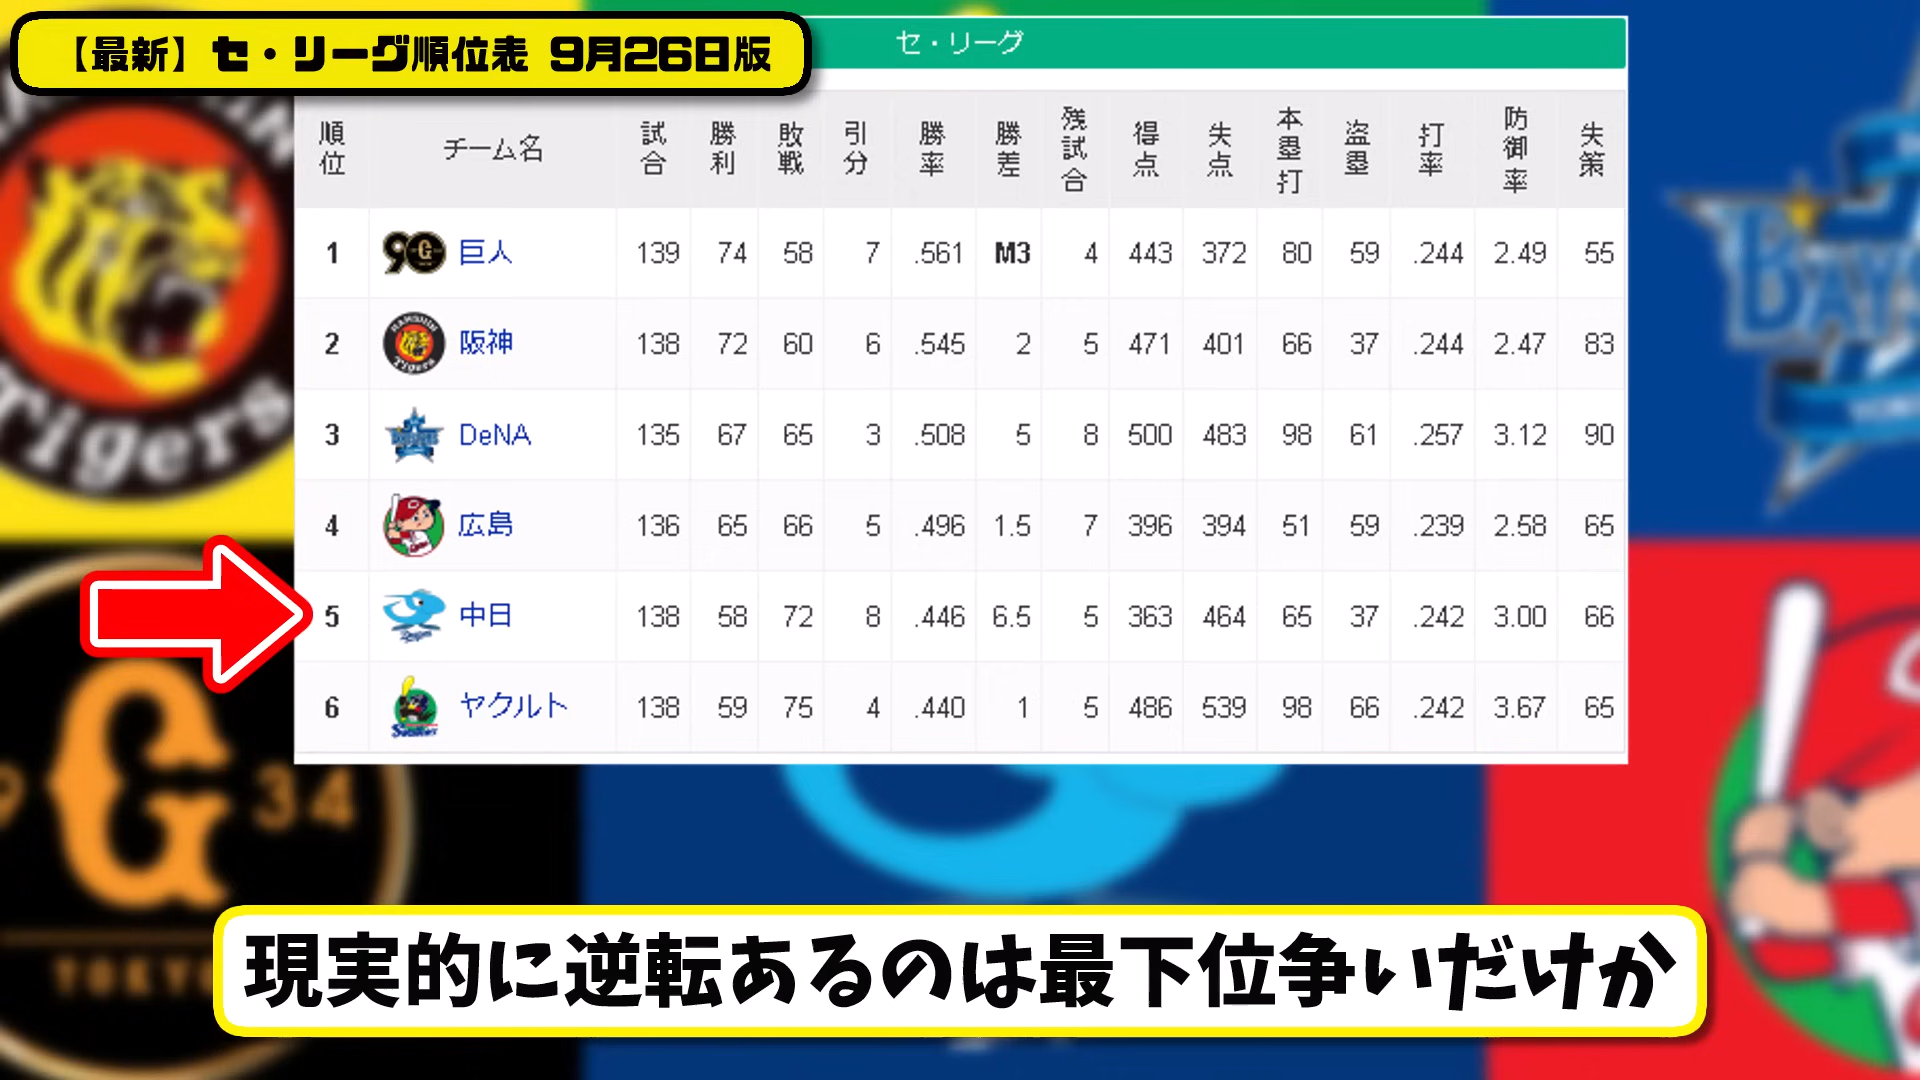 【最新】セ・リーグ順位表 9月26日版
セ・リーグ
順位 チーム名 試合 勝利 敗戦 引分 勝率 勝差 残試合 得点 失点 本塁打 盗塁 打率 防御率 失策
1 巨人 139 74 58 7 .561 M3 4 443 372 80 59 .244 2.49 55
2 阪神 138 72 60 6 .545 2 5 471 401 66 37 .244 2.47 83
3 DeNA 135 67 65 3 .508 5 8 500 483 98 61 .257 3.12 90
4 広島 136 65 66 5 .496 1.5 7 396 394 51 59 .239 2.58 65
5 中日 138 58 72 8 .446 6.5 5 363 464 65 37 .242 3.00 66
6 ヤクルト 138 59 75 4 .440 1 5 486 539 98 66 .242 3.67 65
Tigers
G
34
TOKYO
現実的に逆転あるのは最下位争いだけか